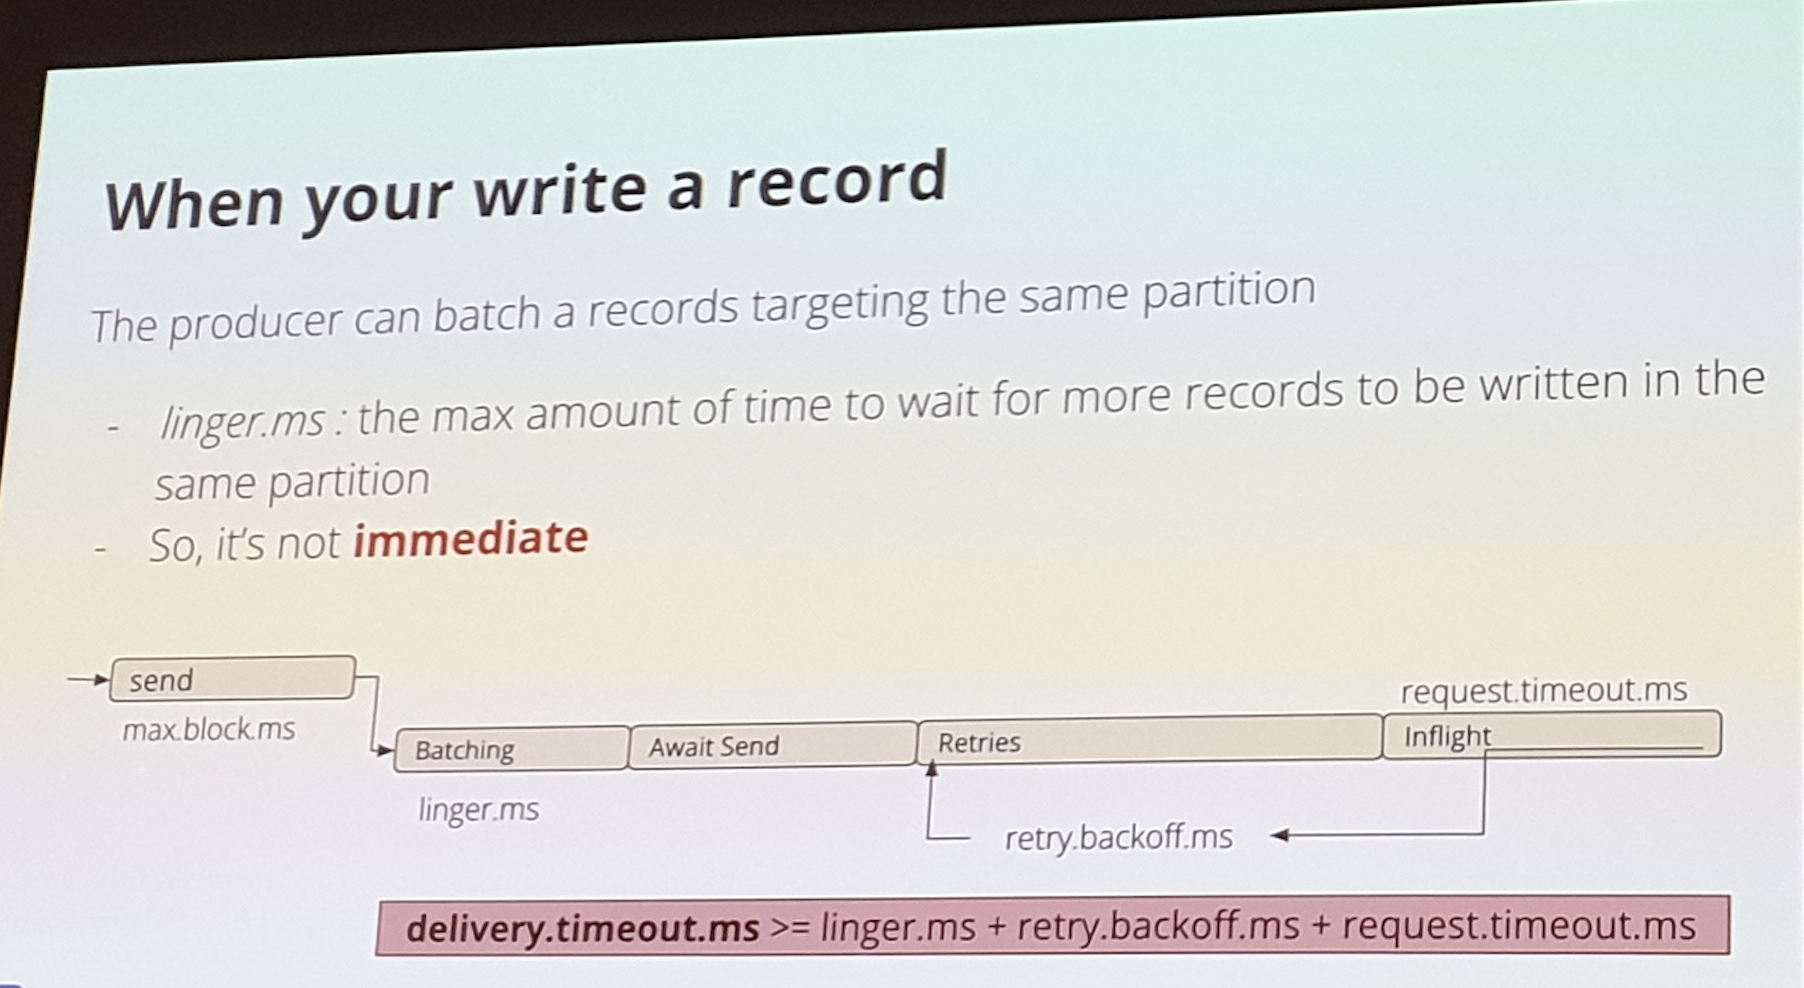 When your write a record
The producer can batch a records targeting the same partition
- linger.ms : the max amount of time to wait for more records to be written in the
same partition
- So, it's not immediate
send
max.block.ms
request.timeout.ms
Batching
Await Send
Retries
Inflight
linger.ms
retry.backoff.ms
delivery.timeout.ms >= linger.ms + retry.backoff.ms + request.timeout.ms